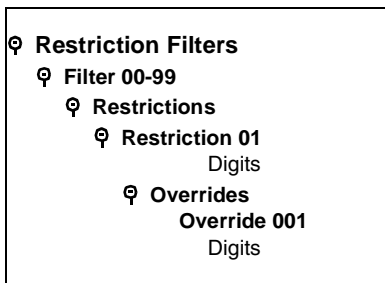 Restriction Filters
Filter 00-99
Restrictions
Restriction 01
Digits
Overrides
Override 001
Digits